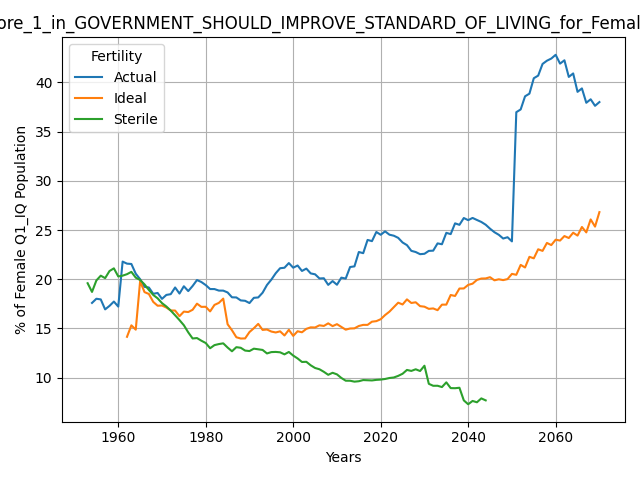 ore_1_in_GOVERNMENT_SHOULD_IMPROVE_STANDARD_OF_LIVING_for_Femal
Fertility
Actual
Ideal
Sterile
% of Female Q1_IQ Population
40
35
30
25
20
15
10
1960 1980 2000 2020 2040 2060
Years